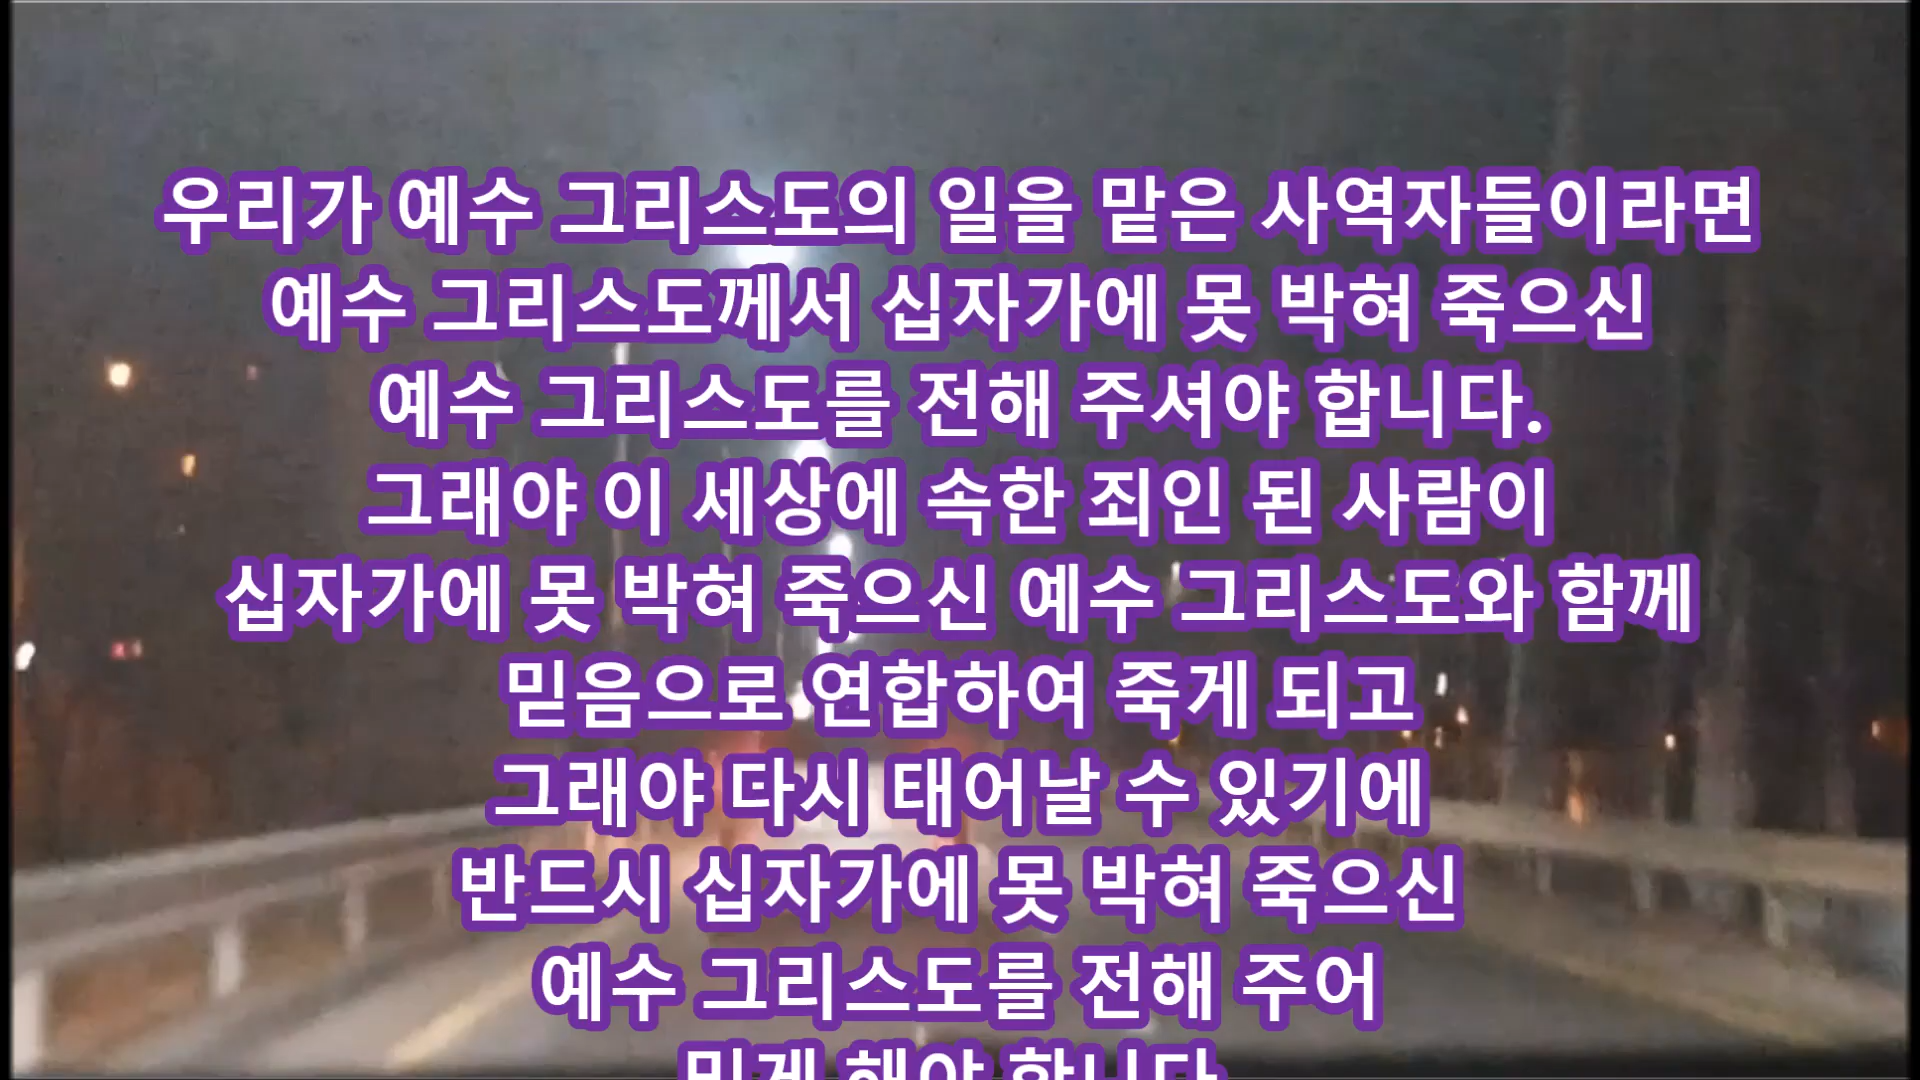 우리가 예수 그리스도의 일을 맡은 사역자들이라면
예수 그리스도께서 십자가에 못 박혀 죽으신
예수 그리스도를 전해 주셔야 합니다.
그래야 이 세상에 속한 죄인 된 사람이
십자가에 못 박혀 죽으신 예수 그리스도와 함께
믿음으로 연합하여 죽게 되고
그래야 다시 태어날 수 있기에
반드시 십자가에 못 박혀 죽으신
예수 그리스도를 전해 주어
믿게 해야 합니다